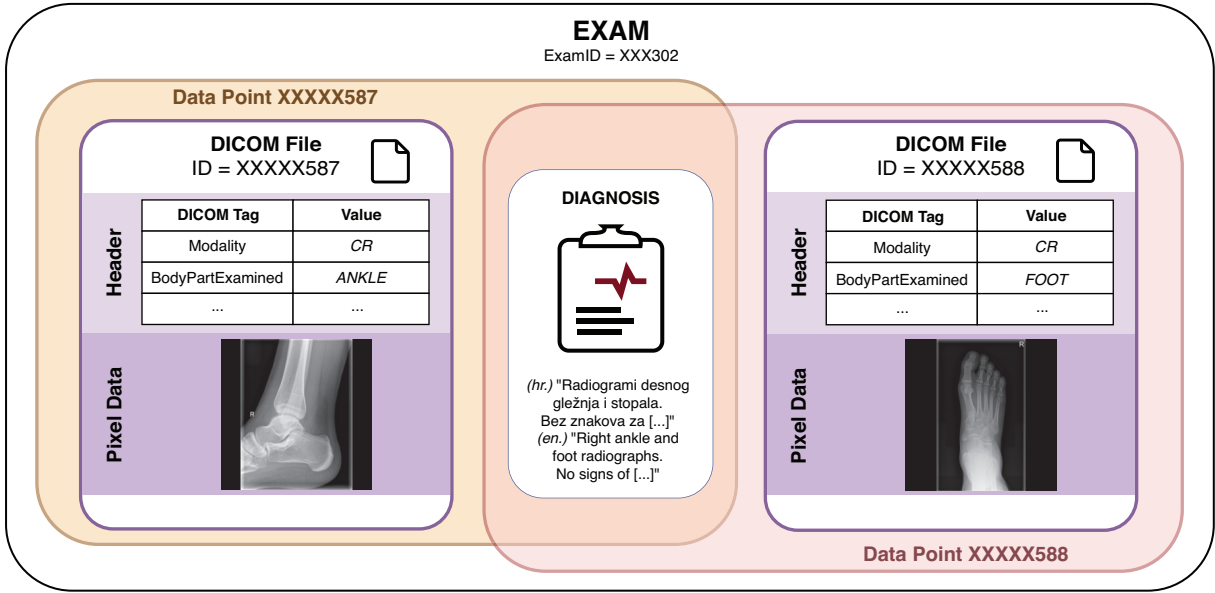 EXAM
ExamID = XXX302
Data Point XXXXX587
DICOM File
ID = XXXXX587
Header
DICOM Tag Value
Modality CR
BodyPartExamined ANKLE
... ...
Pixel Data
R
DIAGNOSIS
(hr.) "Radiogrami desnog
gležnja i stopala.
Bez znakova za [...]"
(en.) "Right ankle and
foot radiographs.
No signs of [...]"
DICOM File
ID = XXXXX588
Header
DICOM Tag Value
Modality CR
BodyPartExamined FOOT
... ...
Pixel Data
R
Data Point XXXXX588